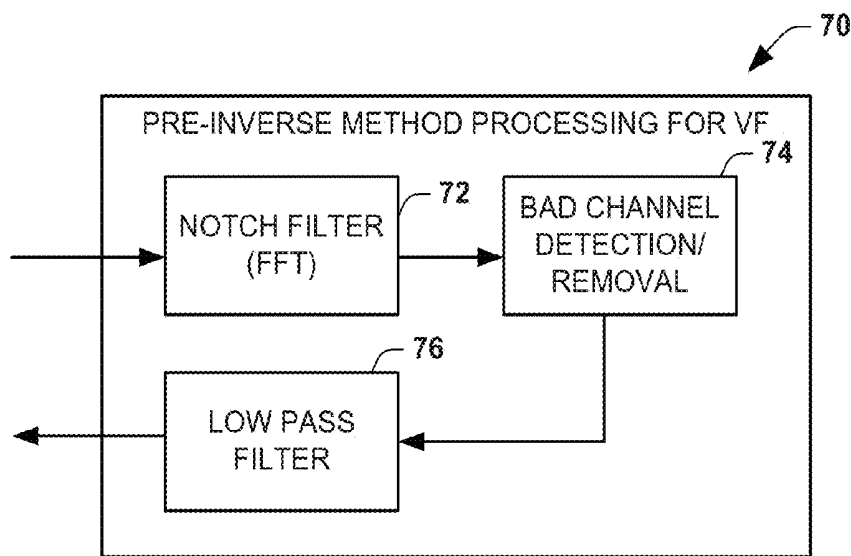 70
PRE-INVERSE METHOD PROCESSING FOR VF
72
NOTCH FILTER
(FFT)
74
BAD CHANNEL
DETECTION/
REMOVAL
76
LOW PASS
FILTER